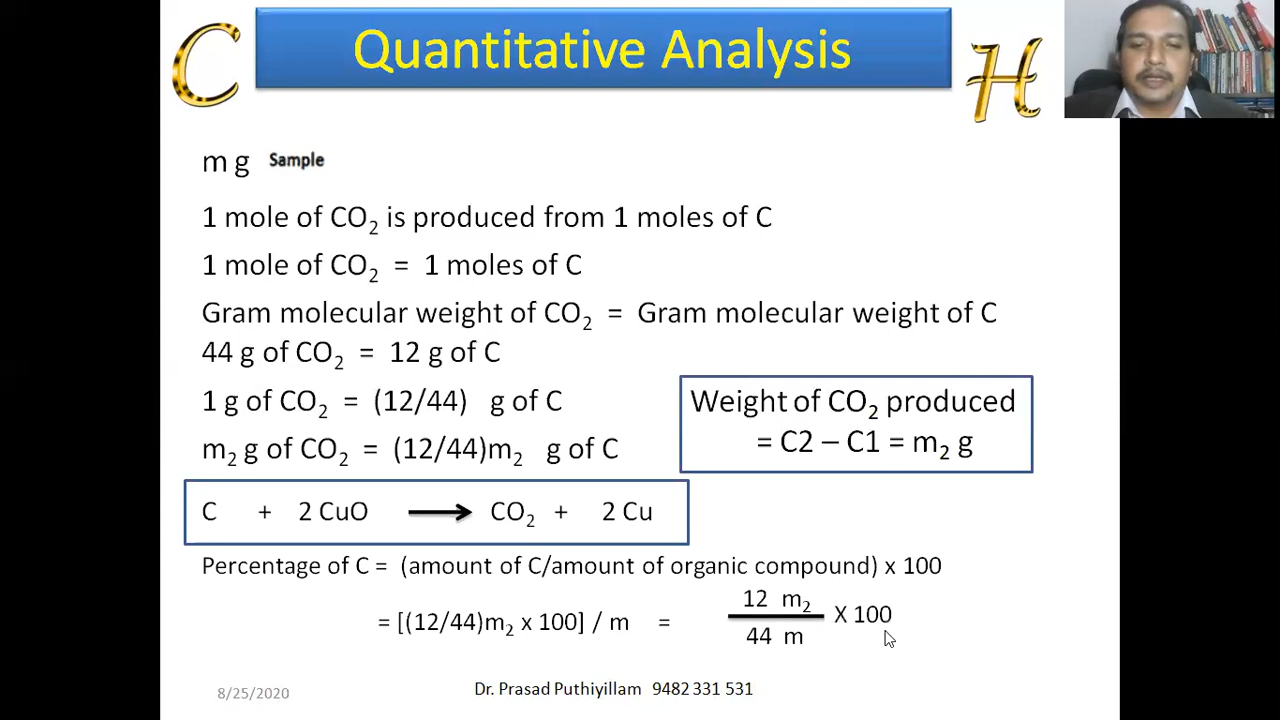 C Quantitative Analysis H
m g Sample
1 mole of CO₂ is produced from 1 moles of C
1 mole of CO₂ = 1 moles of C
Gram molecular weight of CO₂ = Gram molecular weight of C
44 g of CO₂ = 12 g of C
1 g of CO₂ = (12/44) g of C
m₂ g of CO₂ = (12/44)m₂ g of C
Weight of CO₂ produced
= C2 – C1 = m₂ g
C + 2 CuO ⟶ CO₂ + 2 Cu
Percentage of C = (amount of C/amount of organic compound) x 100
= [(12/44)m₂ x 100] / m = 12 m₂ / 44 m X 100
8/25/2020 Dr. Prasad Puthiyillam 9482 331 531